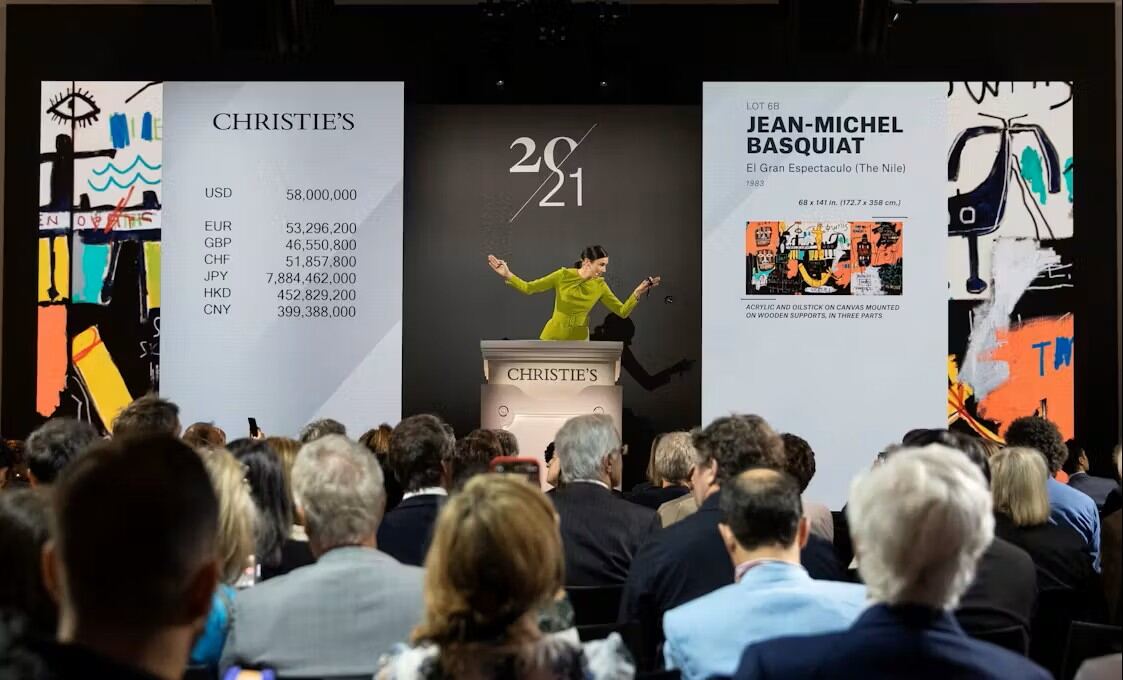 CHRISTIE'S
USD 58,000,000
EUR 53,296,200
GBP 46,550,800
CHF 51,857,800
JPY 7,884,462,000
HKD 452,829,200
CNY 399,388,000
20
21
CHRISTIE'S
LOT 6B
JEAN-MICHEL
BASQUIAT
El Gran Espectaculo (The Nile)
1983
68 x 141 in. (172.7 x 358 cm.)
ACRYLIC AND OILSTICK ON CANVAS MOUNTED
ON WOODEN SUPPORTS, IN THREE PARTS